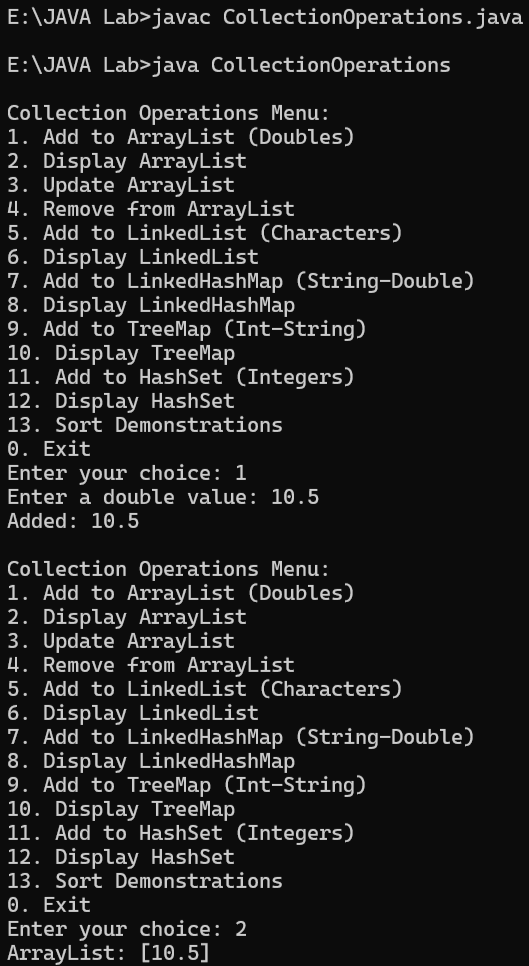 E:\JAVA Lab>javac CollectionOperations.java
E:\JAVA Lab>java CollectionOperations
Collection Operations Menu:
1. Add to ArrayList (Doubles)
2. Display ArrayList
3. Update ArrayList
4. Remove from ArrayList
5. Add to LinkedList (Characters)
6. Display LinkedList
7. Add to LinkedHashMap (String-Double)
8. Display LinkedHashMap
9. Add to TreeMap (Int-String)
10. Display TreeMap
11. Add to HashSet (Integers)
12. Display HashSet
13. Sort Demonstrations
0. Exit
Enter your choice: 1
Enter a double value: 10.5
Added: 10.5
Collection Operations Menu:
1. Add to ArrayList (Doubles)
2. Display ArrayList
3. Update ArrayList
4. Remove from ArrayList
5. Add to LinkedList (Characters)
6. Display LinkedList
7. Add to LinkedHashMap (String-Double)
8. Display LinkedHashMap
9. Add to TreeMap (Int-String)
10. Display TreeMap
11. Add to HashSet (Integers)
12. Display HashSet
13. Sort Demonstrations
0. Exit
Enter your choice: 2
ArrayList: [10.5]